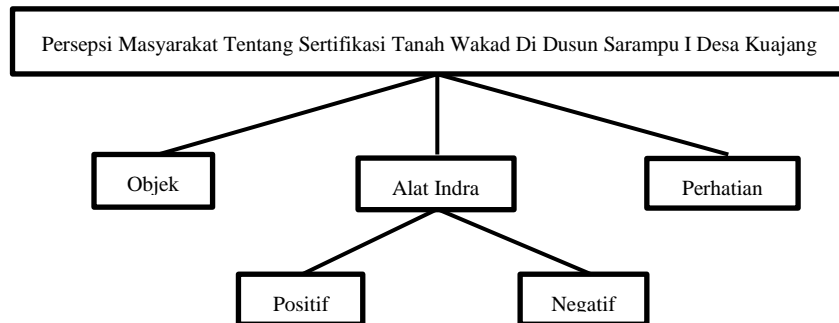 Persepsi Masyarakat Tentang Sertifikasi Tanah Wakad Di Dusun Sarampu I Desa Kuajang
Objek
Alat Indra
Perhatian
Positif
Negatif